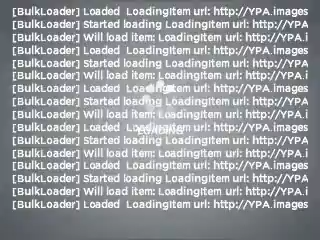 [BulkLoader] Loaded LoadingItem url: http://YPA.images
[BulkLoader] Started loading LoadingItem url: http://YPA
[BulkLoader] Will load item: LoadingItem url: http://YPA.i
[BulkLoader] Loaded LoadingItem url: http://YPA.images
[BulkLoader] Started loading LoadingItem url: http://YPA
[BulkLoader] Will load item: LoadingItem url: http://YPA.i
[BulkLoader] Loaded LoadingItem url: http://YPA.images
[BulkLoader] Started loading LoadingItem url: http://YPA
[BulkLoader] Will load item: LoadingItem url: http://YPA.i
[BulkLoader] Loaded LoadingItem url: http://YPA.images
LOADING
[BulkLoader] Started loading LoadingItem url: http://YPA
[BulkLoader] Will load item: LoadingItem url: http://YPA.i
[BulkLoader] Loaded LoadingItem url: http://YPA.images
[BulkLoader] Started loading LoadingItem url: http://YPA
[BulkLoader] Will load item: LoadingItem url: http://YPA.i
[BulkLoader] Loaded LoadingItem url: http://YPA.images